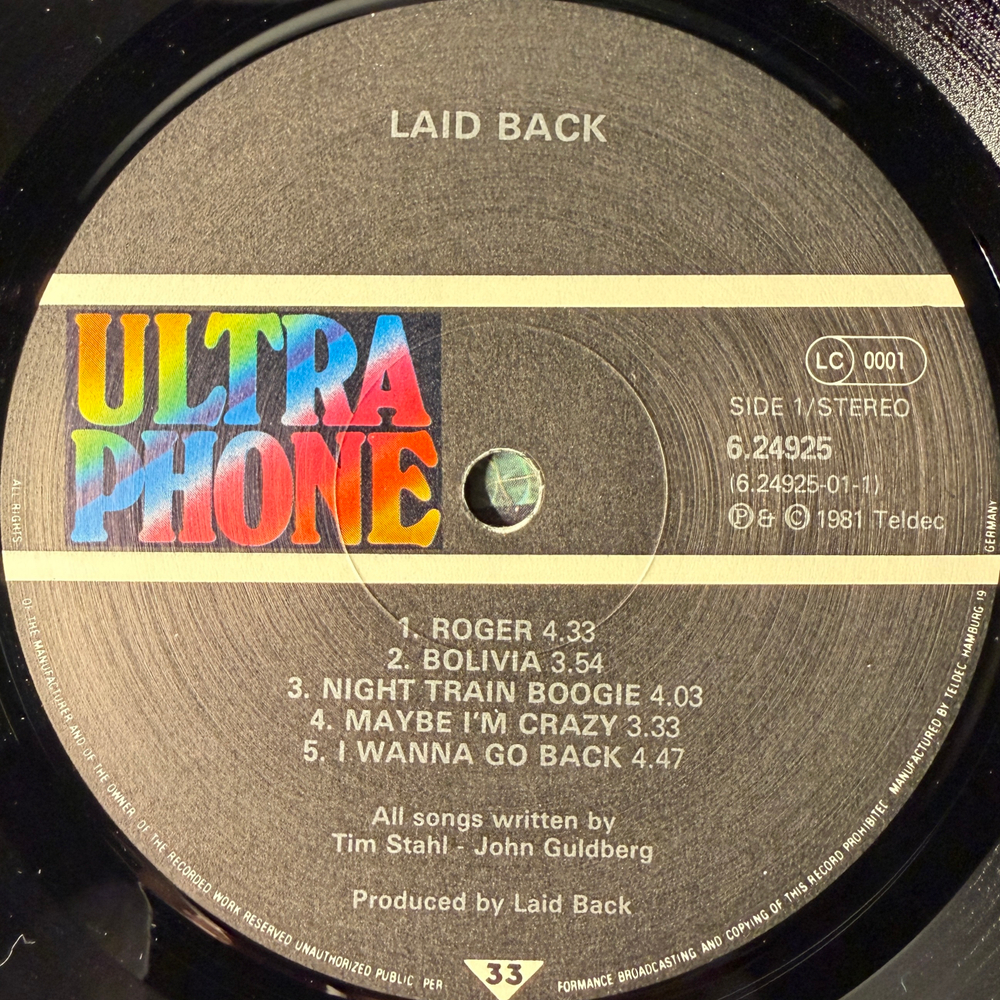 LAID BACK
ULTRA
PHONE
LC 0001
SIDE 1/STEREO
6.24925
(6.24925-01-1)
Ⓟ & © 1981 Teldec
1. ROGER 4.33
2. BOLIVIA 3.54
3. NIGHT TRAIN BOOGIE 4.03
4. MAYBE I'M CRAZY 3.33
5. I WANNA GO BACK 4.47
All songs written by
Tim Stahl - John Guldberg
Produced by Laid Back
33
ALL RIGHTS OF THE MANUFACTURER AND OF THE OWNER OF THE RECORDED WORK RESERVED UNAUTHORIZED PUBLIC PER FORMANCE BROADCASTING AND COPYING OF THIS RECORD PROHIBITED MANUFACTURED BY TELDEC HAMBURG 19 GERMANY